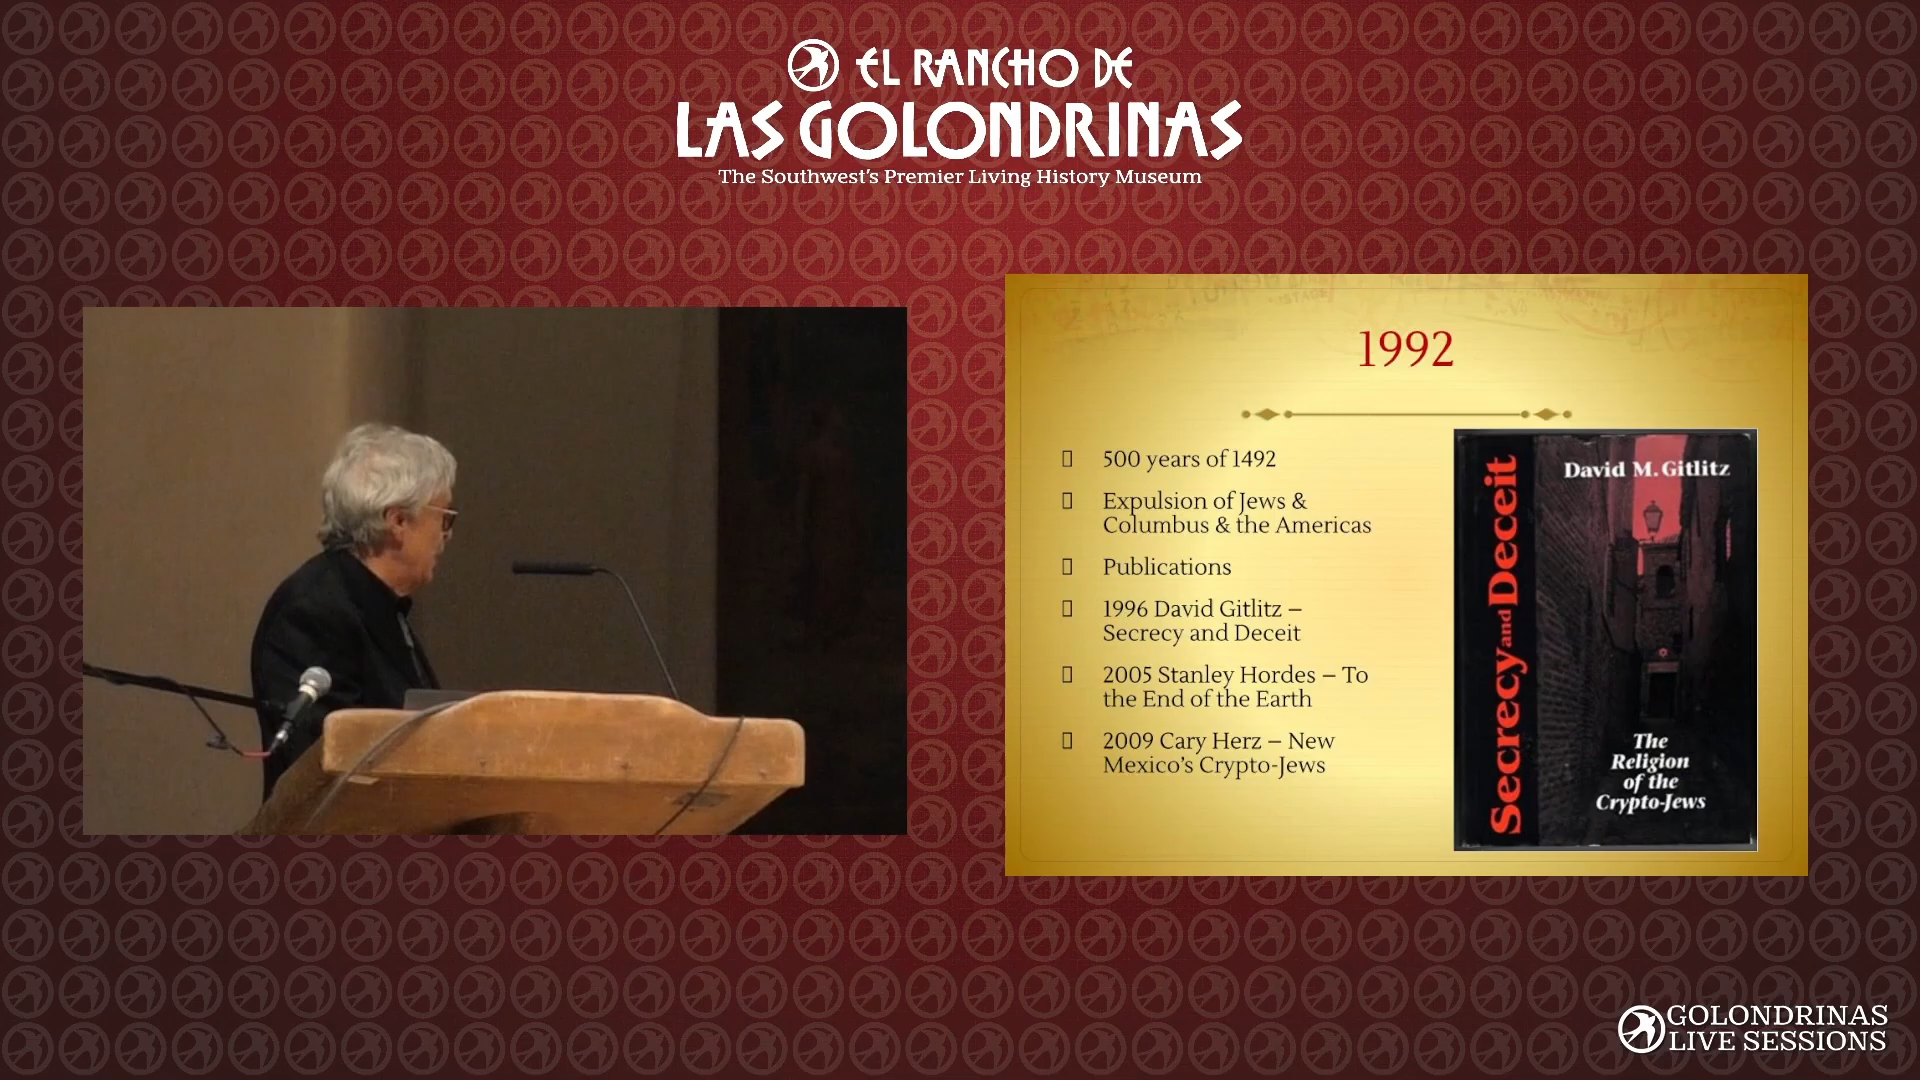 EL RANCHO DE
LAS GOLONDRINAS
The Southwest's Premier Living History Museum
1992
500 years of 1492
Expulsion of Jews &
Columbus & the Americas
Publications
1996 David Gitlitz –
Secrecy and Deceit
2005 Stanley Hordes – To
the End of the Earth
2009 Cary Herz – New
Mexico's Crypto-Jews
Secrecy and Deceit
David M. Gitlitz
The
Religion
of the
Crypto-Jews
GOLONDRINAS
LIVE SESSIONS